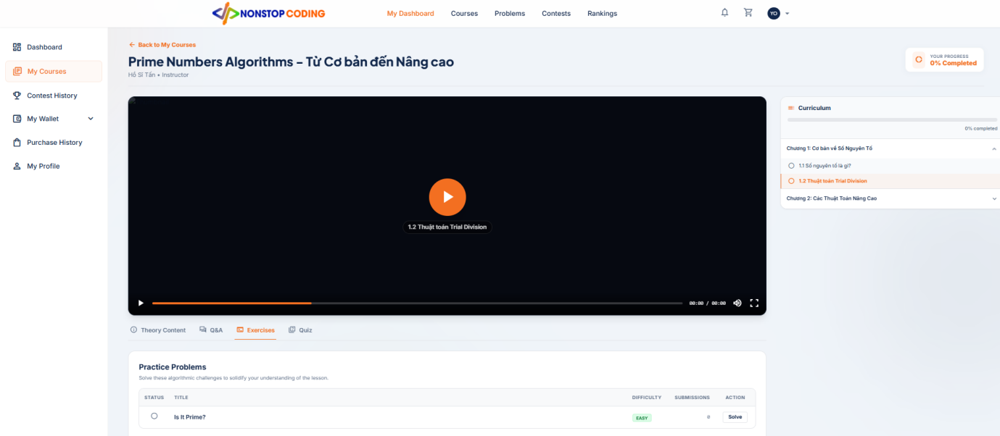 NONSTOP CODING
My Dashboard
Courses
Problems
Contests
Rankings
YO
Dashboard
My Courses
Contest History
My Wallet
Purchase History
My Profile
Back to My Courses
Prime Numbers Algorithms – Từ Cơ bản đến Nâng cao
Hồ Sĩ Tấn • Instructor
YOUR PROGRESS
0% Completed
1.2 Thuật toán Trial Division
00:00 / 00:00
Curriculum
0% completed
Chương 1: Cơ bản về Số Nguyên Tố
1.1 Số nguyên tố là gì?
1.2 Thuật toán Trial Division
Chương 2: Các Thuật Toán Nâng Cao
Theory Content
Q&A
Exercises
Quiz
Practice Problems
Solve these algorithmic challenges to solidify your understanding of the lesson.
STATUS TITLE DIFFICULTY SUBMISSIONS ACTION
Is It Prime? EASY 0 Solve